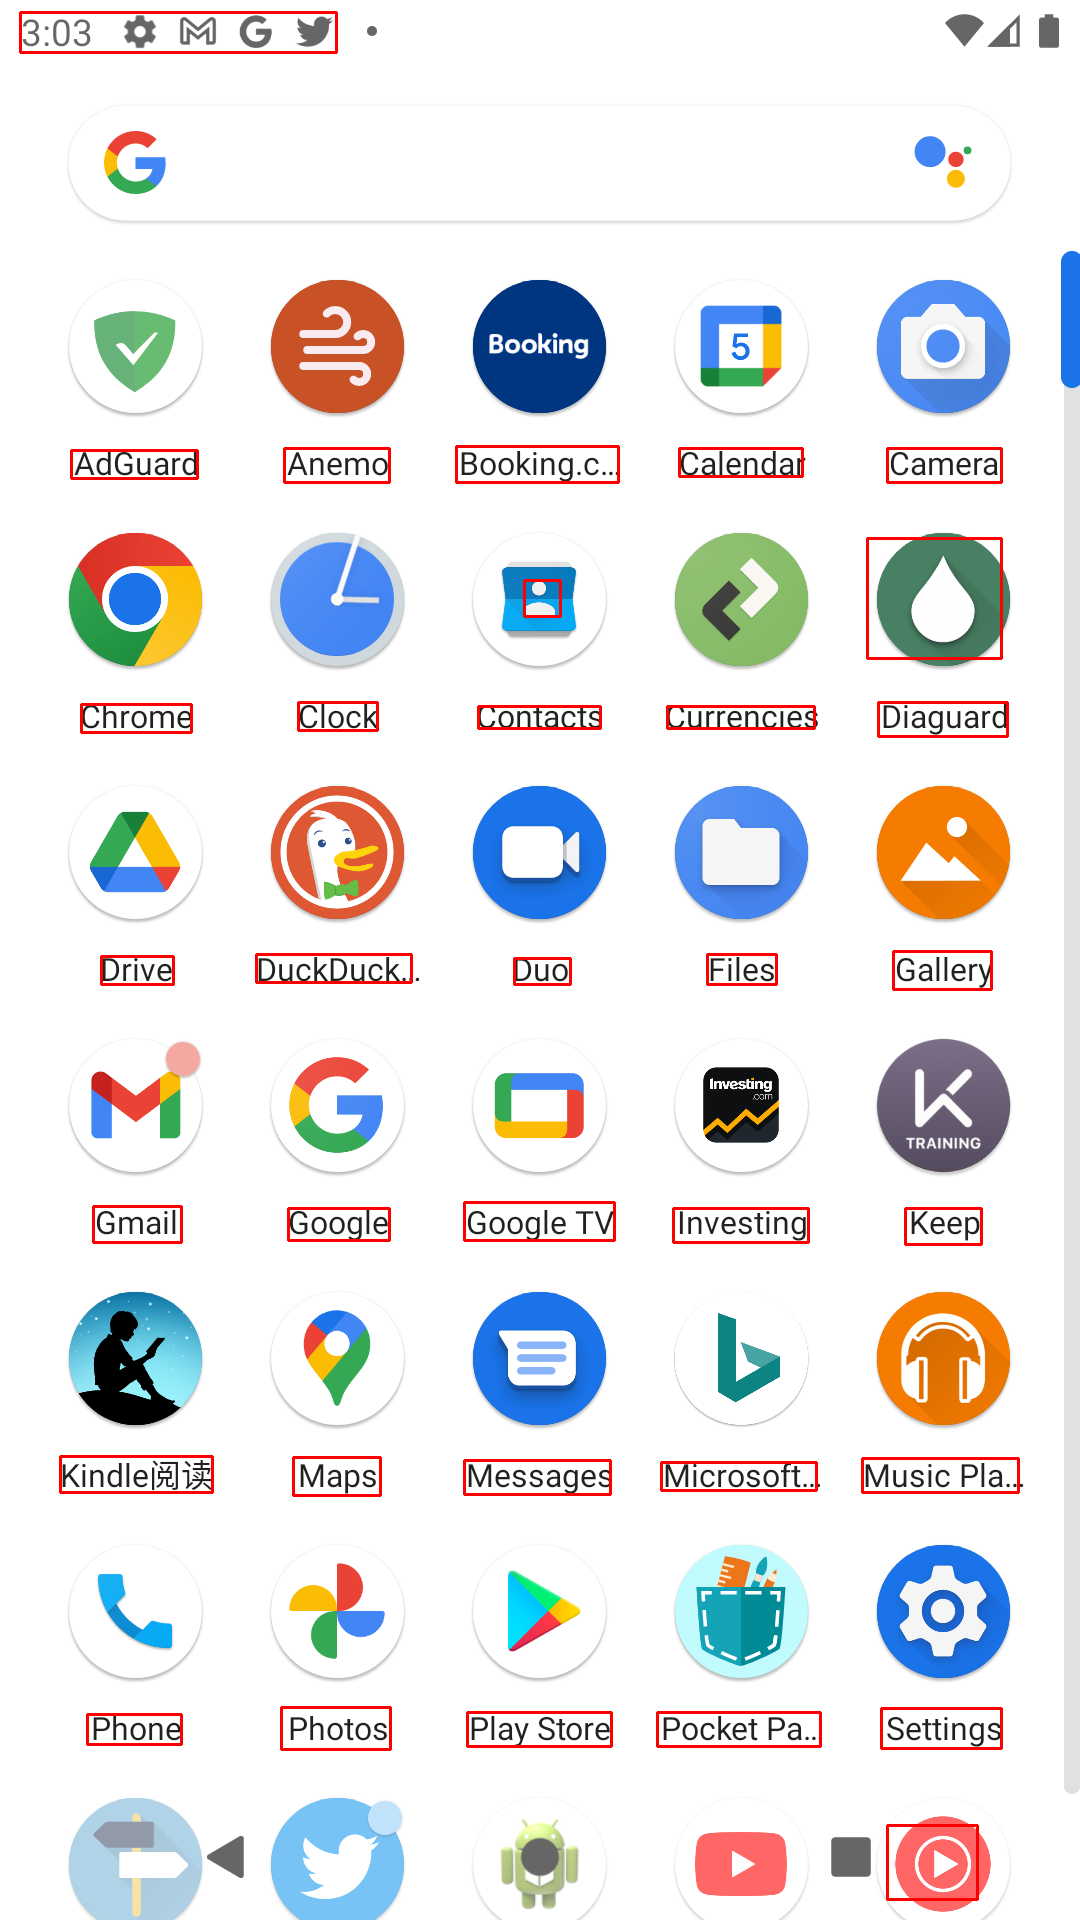 3:03
Booking
5
AdGuard Anemo Booking.c... Calendar Camera
Chrome Clock Contacts Currencies Diaguard
Drive DuckDuck... Duo Files Gallery
Investing
.com
TRAINING
Gmail Google Google TV Investing Keep
Kindle阅读 Maps Messages Microsoft... Music Pla...
Phone Photos Play Store Pocket Pa... Settings